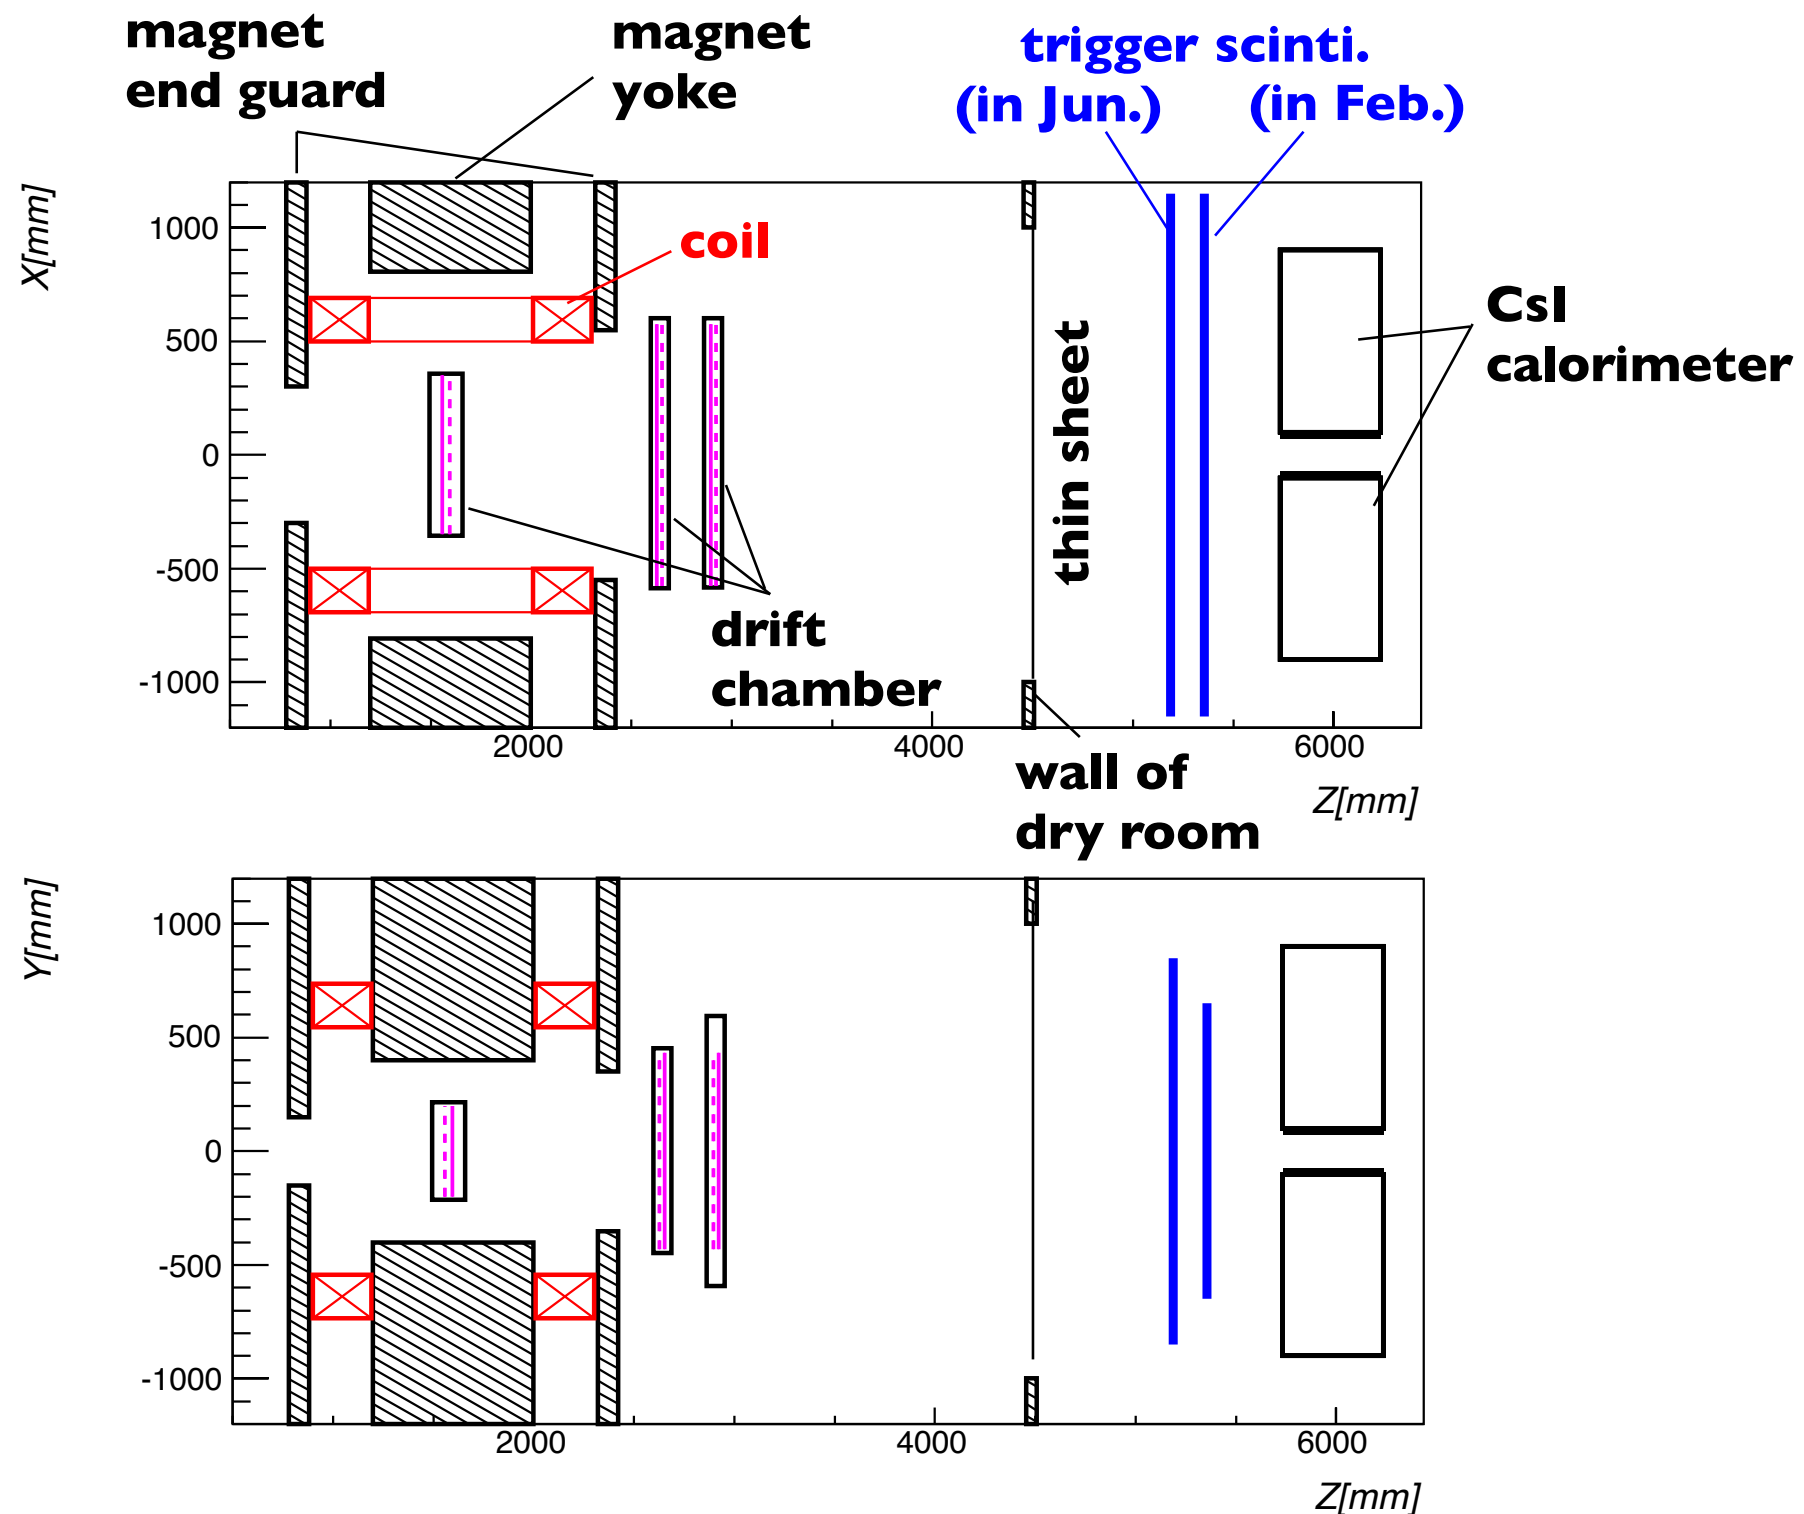 magnet
end guard
magnet
yoke
trigger scinti.
(in Jun.)
(in Feb.)
X[mm]
1000
500
0
-500
-1000
coil
thin sheet
CsI
calorimeter
drift
chamber
2000
4000
6000
Z[mm]
wall of
dry room
Y[mm]
1000
500
0
-500
-1000
2000
4000
6000
Z[mm]